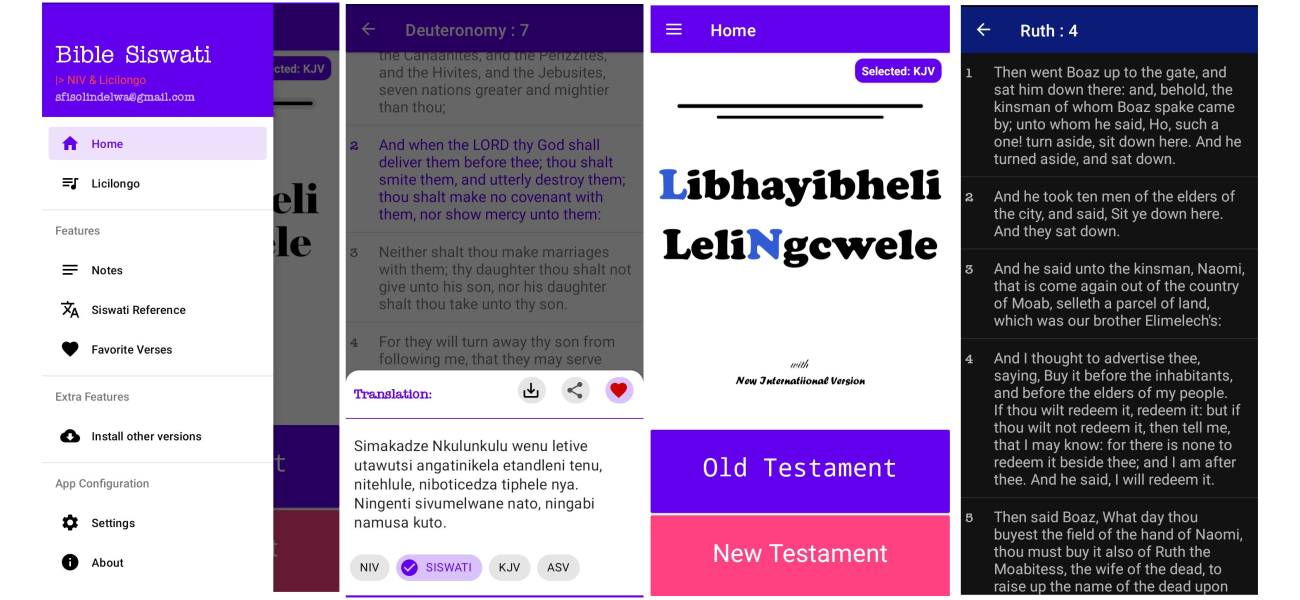 Bible Siswati
|> NIV & Licilongo
sfisolindelwa@gmail.com
Home
Licilongo
Features
Notes
Siswati Reference
Favorite Verses
Extra Features
Install other versions
App Configuration
Settings
About
cted: KJV
eli
le
t
t
Deuteronomy : 7
the Canaanites, and the Perizzites,
and the Hivites, and the Jebusites,
seven nations greater and mightier
than thou;
2 And when the LORD thy God shall
deliver them before thee; thou shalt
smite them, and utterly destroy them;
thou shalt make no covenant with
them, nor show mercy unto them:
3 Neither shalt thou make marriages
with them; thy daughter thou shalt not
give unto his son, nor his daughter
shalt thou take unto thy son.
4 For they will turn away thy son from
following me, that they may serve
Translation:
Simakadze Nkulunkulu wenu letive
utawutsi angatinikela etandleni tenu,
nitehlule, niboticedza tiphele nya.
Ningenti sivumelwane nato, ningabi
namusa kuto.
NIV SISWATI KJV ASV
Home
Selected: KJV
Libhayibheli
LeliNgcwele
with
New Internatiional Version
Old Testament
New Testament
Ruth : 4
1 Then went Boaz up to the gate, and
sat him down there: and, behold, the
kinsman of whom Boaz spake came
by; unto whom he said, Ho, such a
one! turn aside, sit down here. And he
turned aside, and sat down.
2 And he took ten men of the elders of
the city, and said, Sit ye down here.
And they sat down.
3 And he said unto the kinsman, Naomi,
that is come again out of the country
of Moab, selleth a parcel of land,
which was our brother Elimelech's:
4 And I thought to advertise thee,
saying, Buy it before the inhabitants,
and before the elders of my people.
If thou wilt redeem it, redeem it: but if
thou wilt not redeem it, then tell me,
that I may know: for there is none to
redeem it beside thee; and I am after
thee. And he said, I will redeem it.
5 Then said Boaz, What day thou
buyest the field of the hand of Naomi,
thou must buy it also of Ruth the
Moabitess, the wife of the dead, to
raise up the name of the dead upon